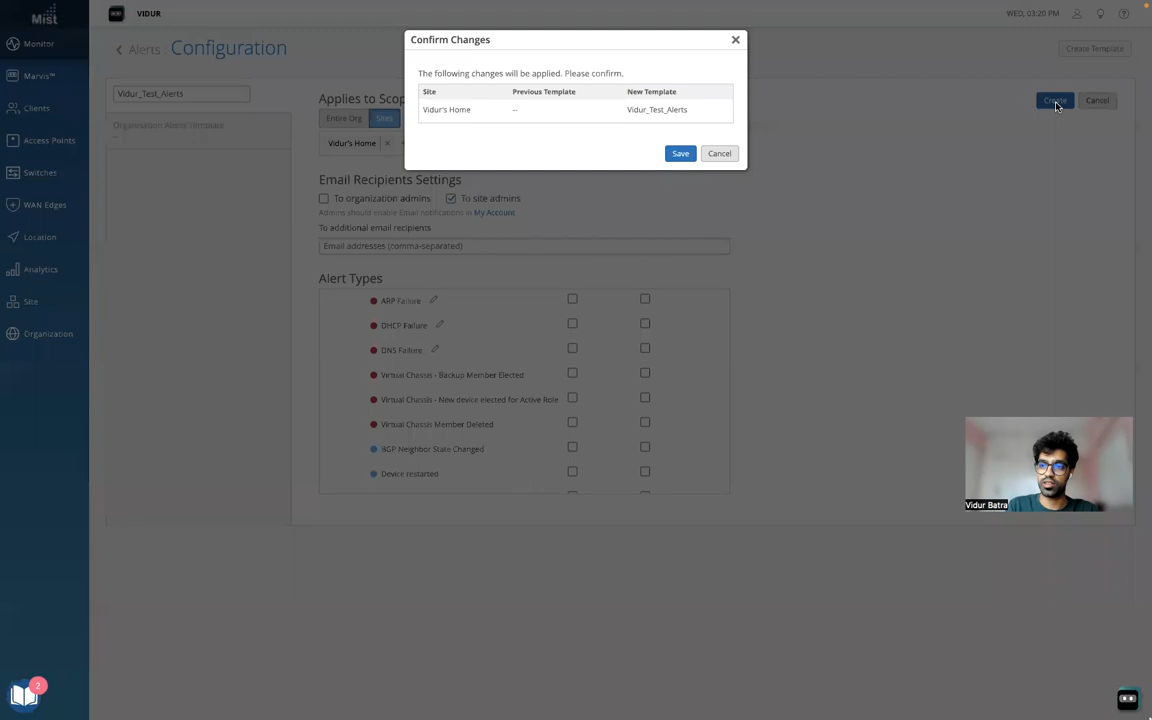 Mist
VIDUR
WED, 03:20 PM
Monitor
Marvis™
Clients
Access Points
Switches
WAN Edges
Location
Analytics
Site
Organization
Alerts : Configuration
Create Template
Vidur_Test_Alerts
Organisation Alerts Template
--
Applies to Scop
Entire Org
Sites
Vidur's Home
Create
Cancel
Confirm Changes
The following changes will be applied. Please confirm.
Site Previous Template New Template
Vidur's Home -- Vidur_Test_Alerts
Save
Cancel
Email Recipients Settings
To organization admins
To site admins
Admins should enable Email notifications in My Account
To additional email recipients
Email addresses (comma-separated)
Alert Types
ARP Failure
DHCP Failure
DNS Failure
Virtual Chassis - Backup Member Elected
Virtual Chassis - New device elected for Active Role
Virtual Chassis Member Deleted
BGP Neighbor State Changed
Device restarted
Vidur Batra
2